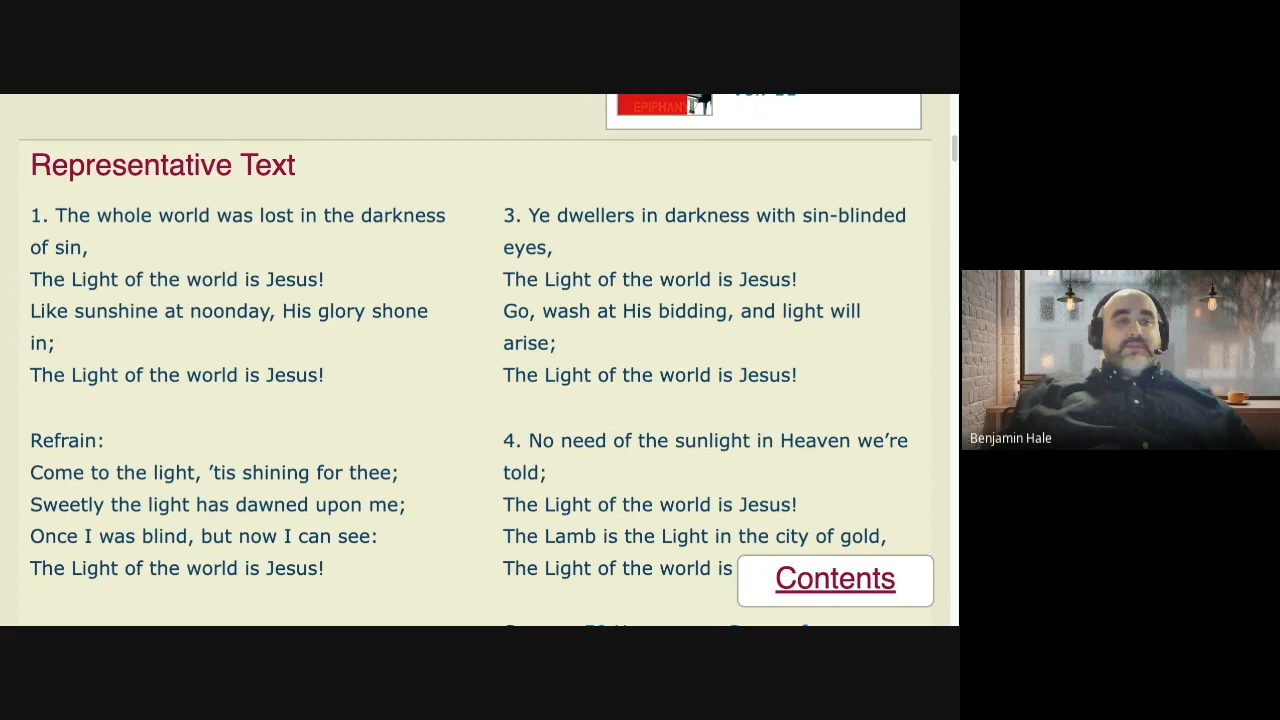 EPIPHANY
Representative Text
1. The whole world was lost in the darkness
of sin,
The Light of the world is Jesus!
Like sunshine at noonday, His glory shone
in;
The Light of the world is Jesus!
Refrain:
Come to the light, ’tis shining for thee;
Sweetly the light has dawned upon me;
Once I was blind, but now I can see:
The Light of the world is Jesus!
3. Ye dwellers in darkness with sin-blinded
eyes,
The Light of the world is Jesus!
Go, wash at His bidding, and light will
arise;
The Light of the world is Jesus!
4. No need of the sunlight in Heaven we’re
told;
The Light of the world is Jesus!
The Lamb is the Light in the city of gold,
The Light of the world is
Contents
Benjamin Hale